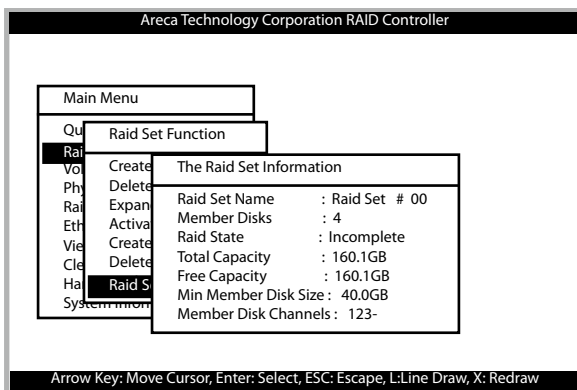 Areca Technology Corporation RAID Controller
Main Menu
Qu
Rai
Vol
Phy
Rai
Eth
Vie
Cle
Ha
System Inform
Raid Set Function
Create
Delete
Expan
Activa
Create
Delete
Raid S
The Raid Set Information
Raid Set Name : Raid Set # 00
Member Disks : 4
Raid State : Incomplete
Total Capacity : 160.1GB
Free Capacity : 160.1GB
Min Member Disk Size : 40.0GB
Member Disk Channels : 123-
Arrow Key: Move Cursor, Enter: Select, ESC: Escape, L:Line Draw, X: Redraw